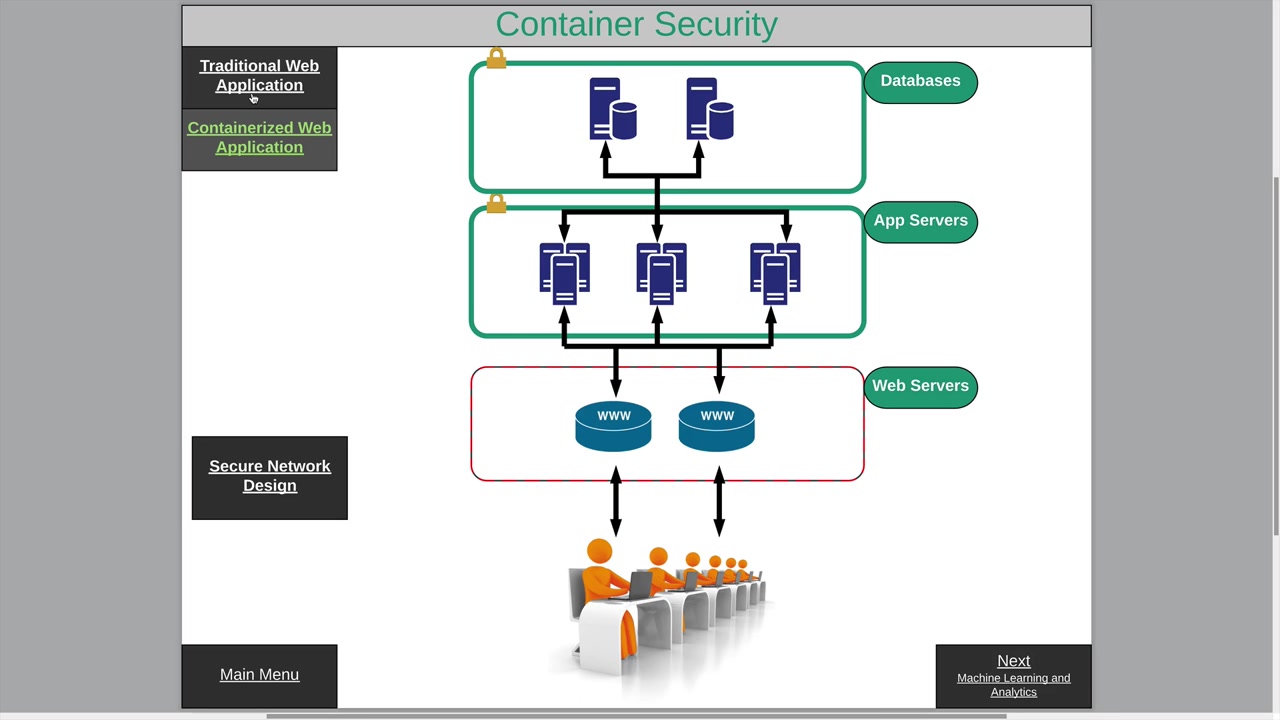 Container Security
Traditional Web
Application
Containerized Web
Application
Databases
App Servers
Web Servers
www
www
Secure Network
Design
Main Menu
Next
Machine Learning and
Analytics